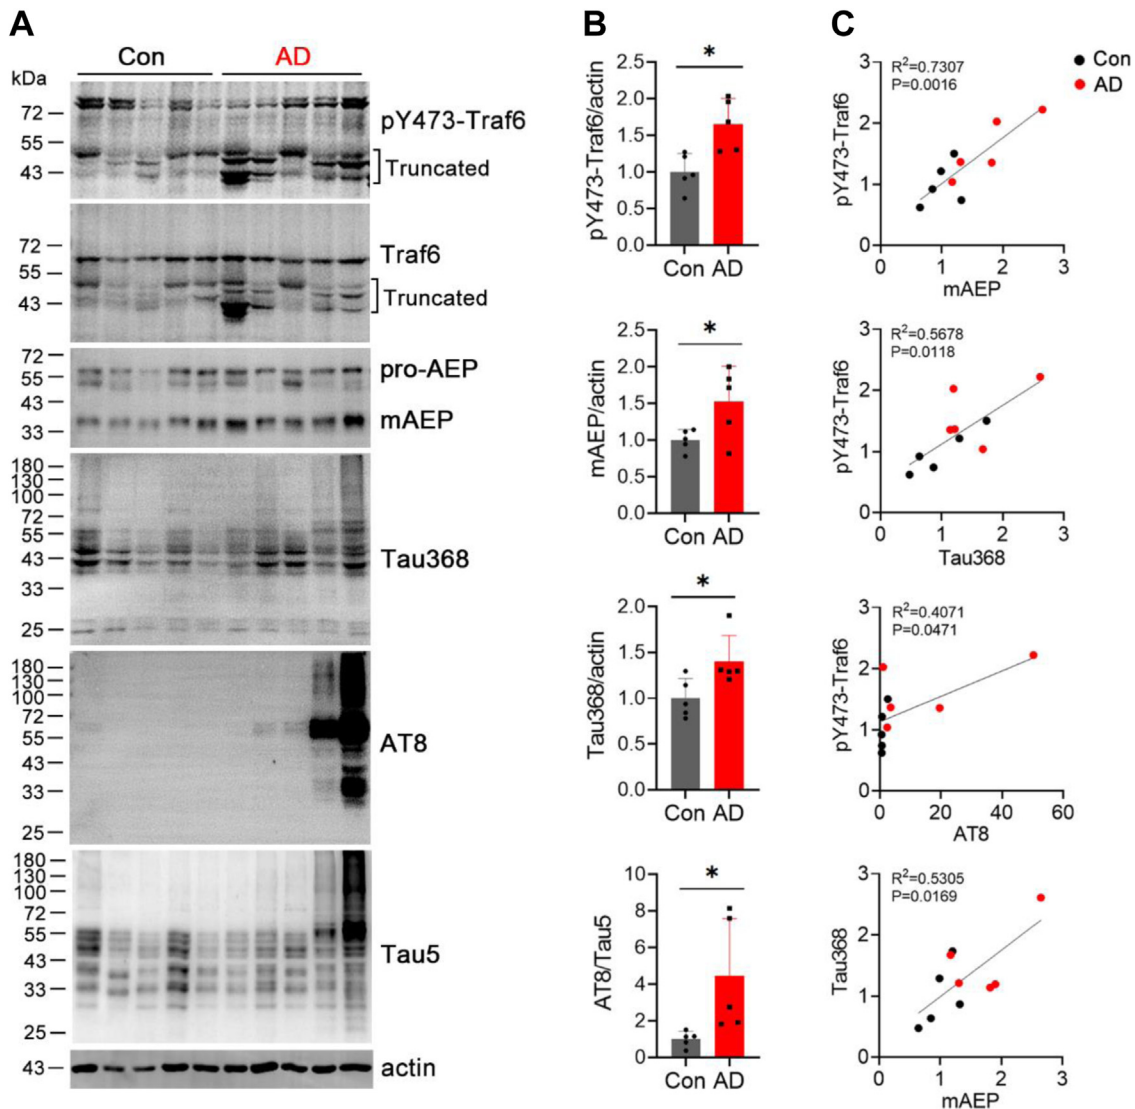 A
Con AD
kDa
72
55
43
pY473-Traf6
Truncated
72
55
43
Traf6
Truncated
72
55
43
33
pro-AEP
mAEP
180
130
100
72
55
43
33
25
Tau368
180
130
100
72
55
43
33
25
AT8
180
130
100
72
55
43
33
25
Tau5
43
actin
B
pY473-Traf6/actin
2.5
2.0
1.5
1.0
0.5
0.0
*
Con AD
mAEP/actin
2.5
2.0
1.5
1.0
0.5
0.0
*
Con AD
Tau368/actin
2.0
1.5
1.0
0.5
0.0
*
Con AD
AT8/Tau5
10
8
6
4
2
0
*
Con AD
C
Con
AD
R²=0.7307
P=0.0016
pY473-Traf6
3
2
1
0
0 1 2 3
mAEP
R²=0.5678
P=0.0118
pY473-Traf6
3
2
1
0
0 1 2 3
Tau368
R²=0.4071
P=0.0471
pY473-Traf6
3
2
1
0
0 20 40 60
AT8
R²=0.5305
P=0.0169
Tau368
3
2
1
0
0 1 2 3
mAEP